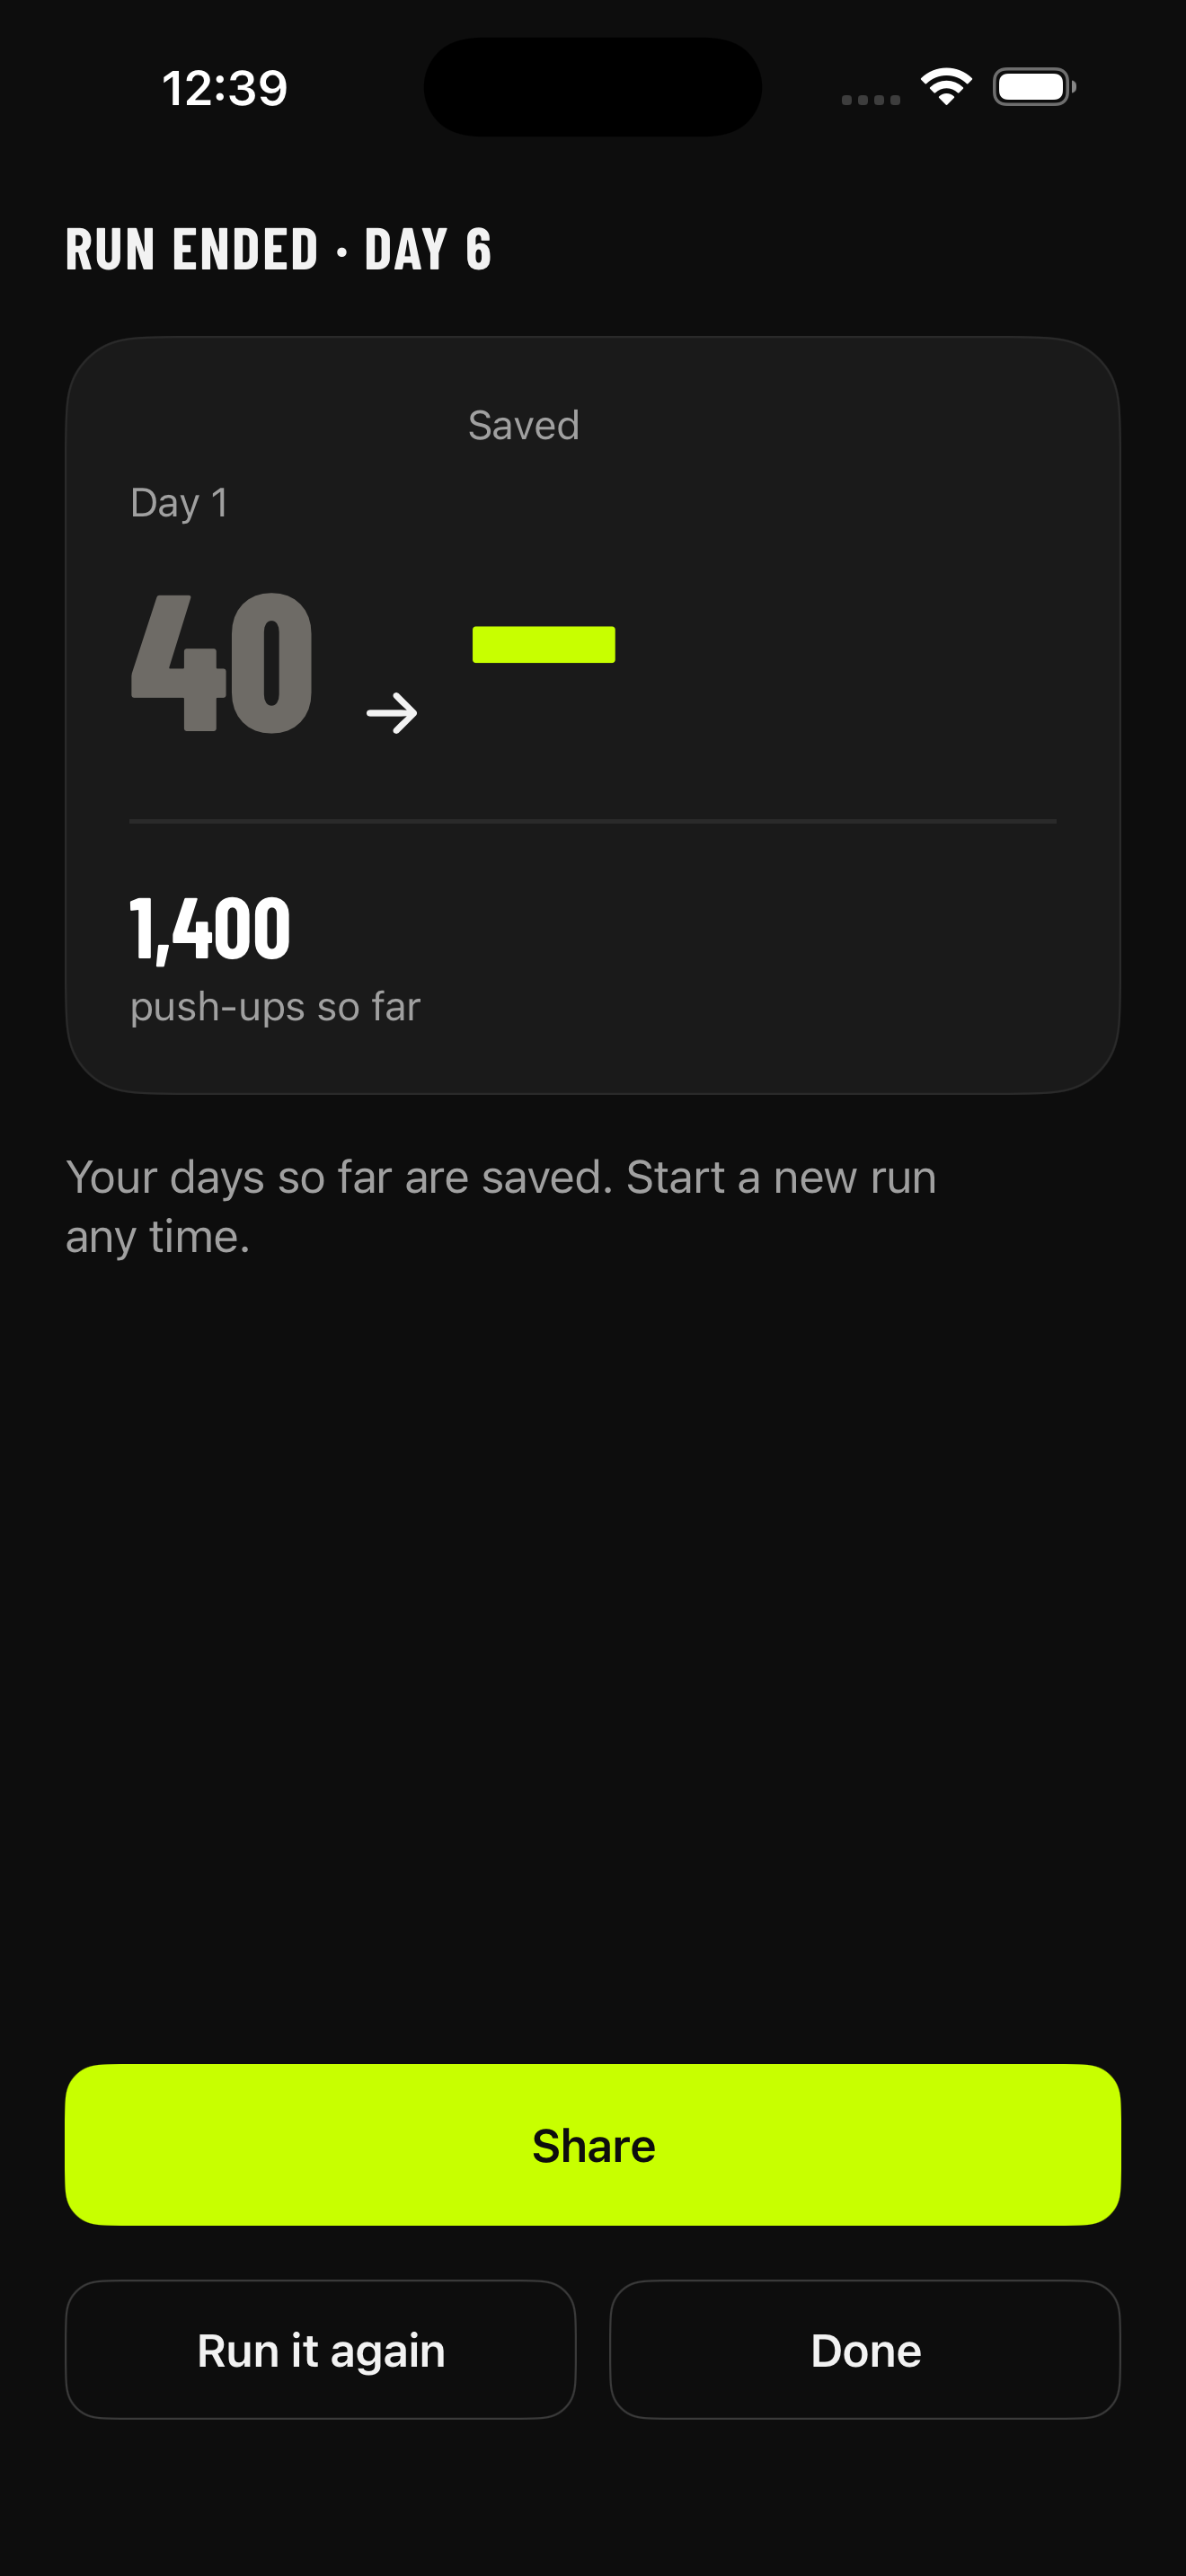 12:39
RUN ENDED · DAY 6
Saved
Day 1
40 → —
1,400
push-ups so far
Your days so far are saved. Start a new run
any time.
Share
Run it again
Done